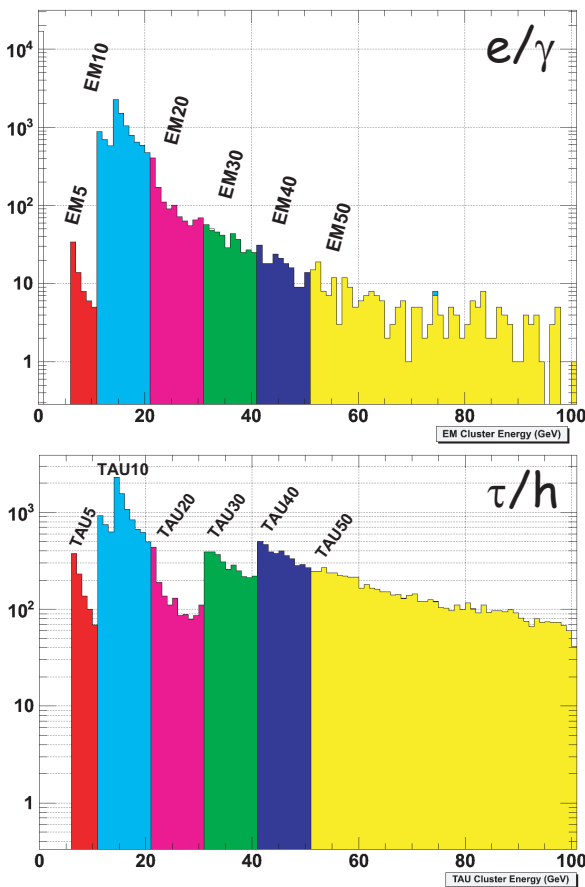 e/γ
10⁴
EM10
10³
EM20
EM5
EM30
10²
EM40
EM50
10
1
0 20 40 60 80 100
EM Cluster Energy (GeV)
τ/h
TAU10
TAU5
TAU20
TAU30
TAU40
TAU50
10³
10²
10
1
0 20 40 60 80 100
TAU Cluster Energy (GeV)